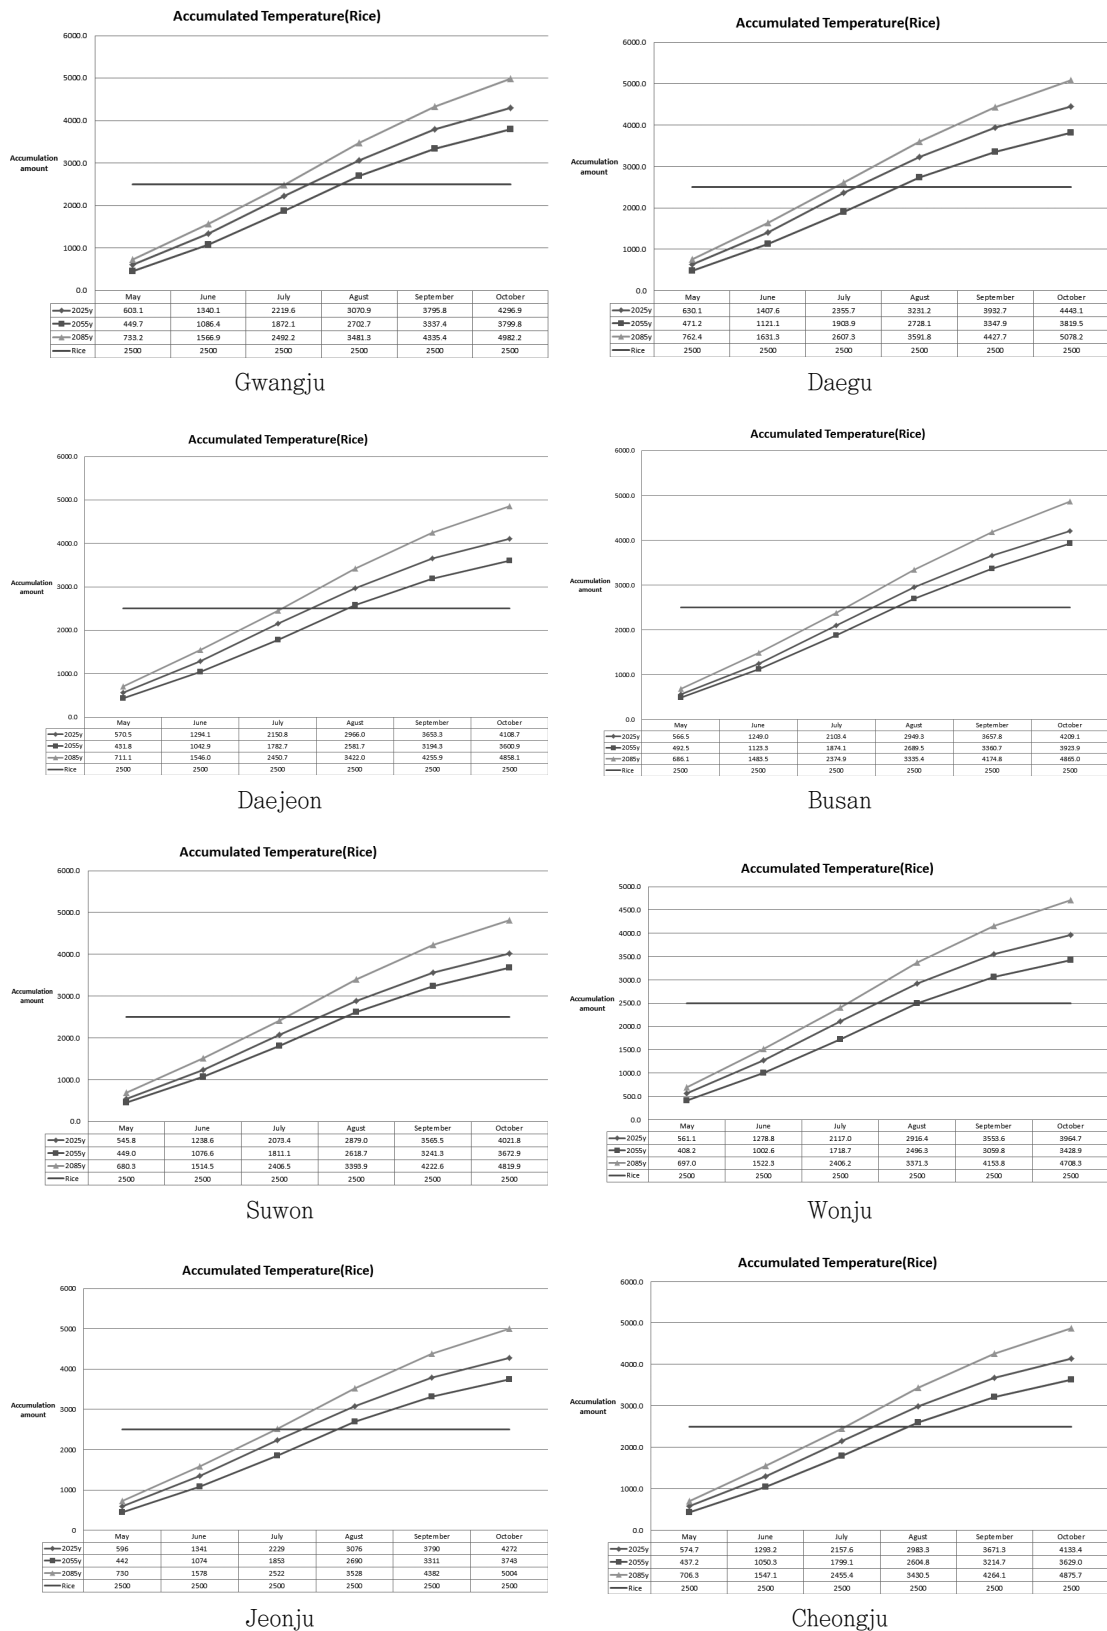 Accumulated Temperature(Rice)
6000.0
5000.0
4000.0
Accumulation
amount
3000.0
2000.0
1000.0
0.0
May June July Agust September October
2025y 603.1 1340.1 2219.6 3070.9 3795.8 4296.9
2055y 449.7 1086.4 1872.1 2702.7 3337.4 3799.8
2085y 733.2 1566.9 2492.2 3481.3 4335.4 4982.2
Rice 2500 2500 2500 2500 2500 2500
Gwangju
Accumulated Temperature(Rice)
6000.0
5000.0
4000.0
Accumulation
amount
3000.0
2000.0
1000.0
0.0
May June July Agust September October
2025y 630.1 1407.6 2355.7 3231.2 3932.7 4443.1
2055y 471.2 1121.1 1903.9 2728.1 3347.9 3819.5
2085y 762.4 1631.3 2607.3 3591.8 4427.7 5078.2
Rice 2500 2500 2500 2500 2500 2500
Daegu
Accumulated Temperature(Rice)
6000.0
5000.0
4000.0
Accumulation
amount
3000.0
2000.0
1000.0
0.0
May June July Agust September October
2025y 570.5 1294.1 2150.8 2966.0 3653.3 4108.7
2055y 431.8 1042.9 1782.7 2581.7 3194.3 3600.9
2085y 711.1 1546.0 2450.7 3422.0 4255.9 4858.1
Rice 2500 2500 2500 2500 2500 2500
Daejeon
Accumulated Temperature(Rice)
6000.0
5000.0
4000.0
Accumulation
amount
3000.0
2000.0
1000.0
0.0
May June July Agust September October
2025y 566.5 1249.0 2103.4 2949.3 3657.8 4209.1
2055y 492.5 1123.3 1874.1 2689.5 3360.7 3923.9
2085y 686.1 1483.5 2374.9 3335.4 4174.8 4865.0
Rice 2500 2500 2500 2500 2500 2500
Busan
Accumulated Temperature(Rice)
6000.0
5000.0
4000.0
Accumulation
amount
3000.0
2000.0
1000.0
0.0
May June July Agust September October
2025y 545.8 1238.6 2073.4 2879.0 3565.5 4021.8
2055y 449.0 1076.6 1811.1 2618.7 3241.3 3672.9
2085y 680.3 1514.5 2406.5 3393.9 4222.6 4819.9
Rice 2500 2500 2500 2500 2500 2500
Suwon
Accumulated Temperature(Rice)
5000.0
4500.0
4000.0
3500.0
3000.0
Accumulation
amount
2500.0
2000.0
1500.0
1000.0
500.0
0.0
May June July Agust September October
2025y 561.1 1278.8 2117.0 2916.4 3553.6 3964.7
2055y 408.2 1002.6 1718.7 2496.3 3059.8 3428.9
2085y 697.0 1522.3 2406.2 3371.3 4153.8 4708.3
Rice 2500 2500 2500 2500 2500 2500
Wonju
Accumulated Temperature(Rice)
6000
5000
4000
Accumulation
amount
3000
2000
1000
0
May June July Agust September October
2025y 596 1341 2229 3076 3790 4272
2055y 442 1074 1853 2690 3311 3743
2085y 730 1578 2522 3528 4382 5004
Rice 2500 2500 2500 2500 2500 2500
Jeonju
Accumulated Temperature(Rice)
6000.0
5000.0
4000.0
Accumulation
amount
3000.0
2000.0
1000.0
0.0
May June July Agust September October
2025y 574.7 1293.2 2157.6 2983.3 3671.3 4133.4
2055y 437.2 1050.3 1799.1 2604.8 3214.7 3629.0
2085y 706.3 1547.1 2455.4 3430.5 4264.1 4875.7
Rice 2500 2500 2500 2500 2500 2500
Cheongju